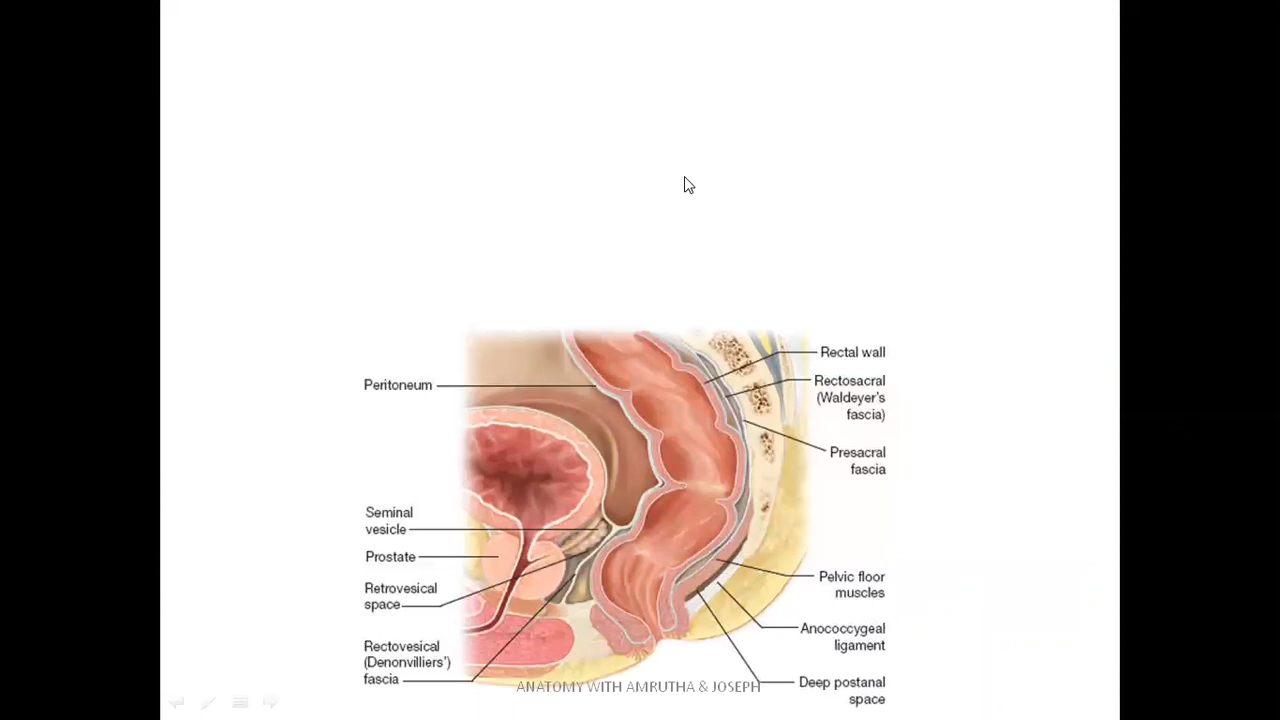 Peritoneum
Seminal
vesicle
Prostate
Retrovesical
space
Rectovesical
(Denonvilliers')
fascia
Rectal wall
Rectosacral
(Waldeyer's
fascia)
Presacral
fascia
Pelvic floor
muscles
Anococcygeal
ligament
Deep postanal
space
ANATOMY WITH AMRUTHA & JOSEPH